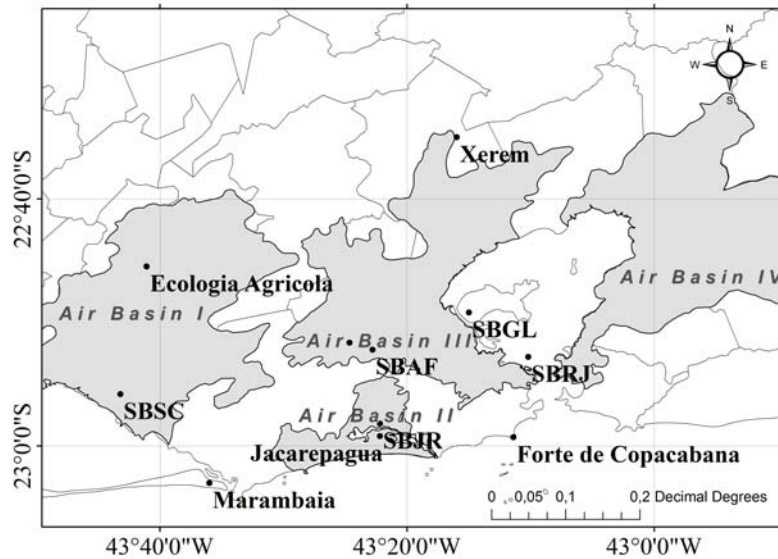 N
W E
S
Xerem
22°40'0"S
Ecologia Agricola
Air Basin IV
Air Basin I
SBGL
Air Basin III
SBAF
SBRJ
SBSC
Air Basin II
SBJR
23°0'0"S
Jacarepagua
Forte de Copacabana
Marambaia
0 0,05 0,1 0,2 Decimal Degrees
43°40'0"W 43°20'0"W 43°0'0"W